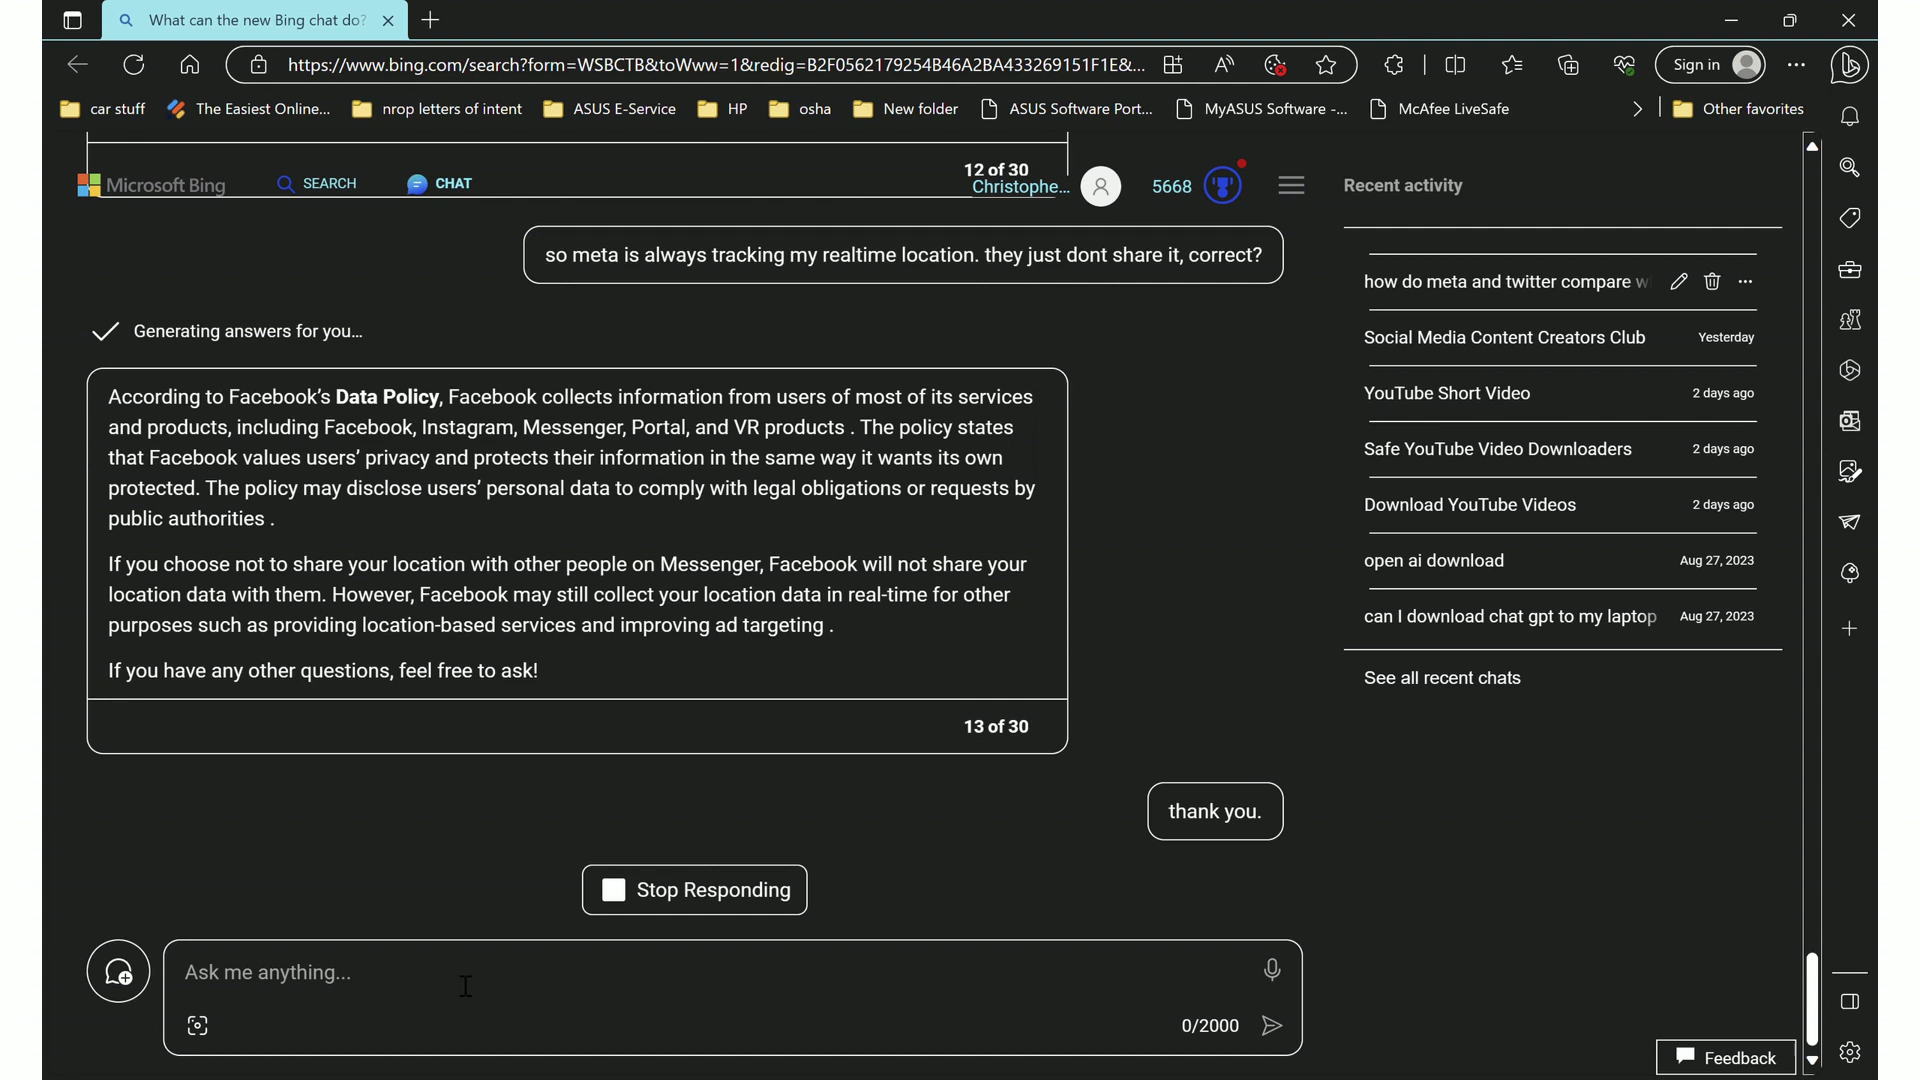 What can the new Bing chat do?
https://www.bing.com/search?form=WSBCTB&toWww=1&redig=B2F0562179254B46A2BA433269151F1E&...
Sign in
car stuff
The Easiest Online...
nrop letters of intent
ASUS E-Service
HP
osha
New folder
ASUS Software Port...
MyASUS Software -...
McAfee LiveSafe
Other favorites
12 of 30
Microsoft Bing
SEARCH
CHAT
Christophe...
5668
Recent activity
so meta is always tracking my realtime location. they just dont share it, correct?
how do meta and twitter compare w
Generating answers for you...
Social Media Content Creators Club Yesterday
According to Facebook's Data Policy, Facebook collects information from users of most of its services
and products, including Facebook, Instagram, Messenger, Portal, and VR products . The policy states
that Facebook values users' privacy and protects their information in the same way it wants its own
protected. The policy may disclose users' personal data to comply with legal obligations or requests by
public authorities .
YouTube Short Video 2 days ago
Safe YouTube Video Downloaders 2 days ago
Download YouTube Videos 2 days ago
If you choose not to share your location with other people on Messenger, Facebook will not share your
location data with them. However, Facebook may still collect your location data in real-time for other
purposes such as providing location-based services and improving ad targeting .
open ai download Aug 27, 2023
can I download chat gpt to my laptop Aug 27, 2023
If you have any other questions, feel free to ask!
See all recent chats
13 of 30
thank you.
Stop Responding
Ask me anything...
0/2000
Feedback